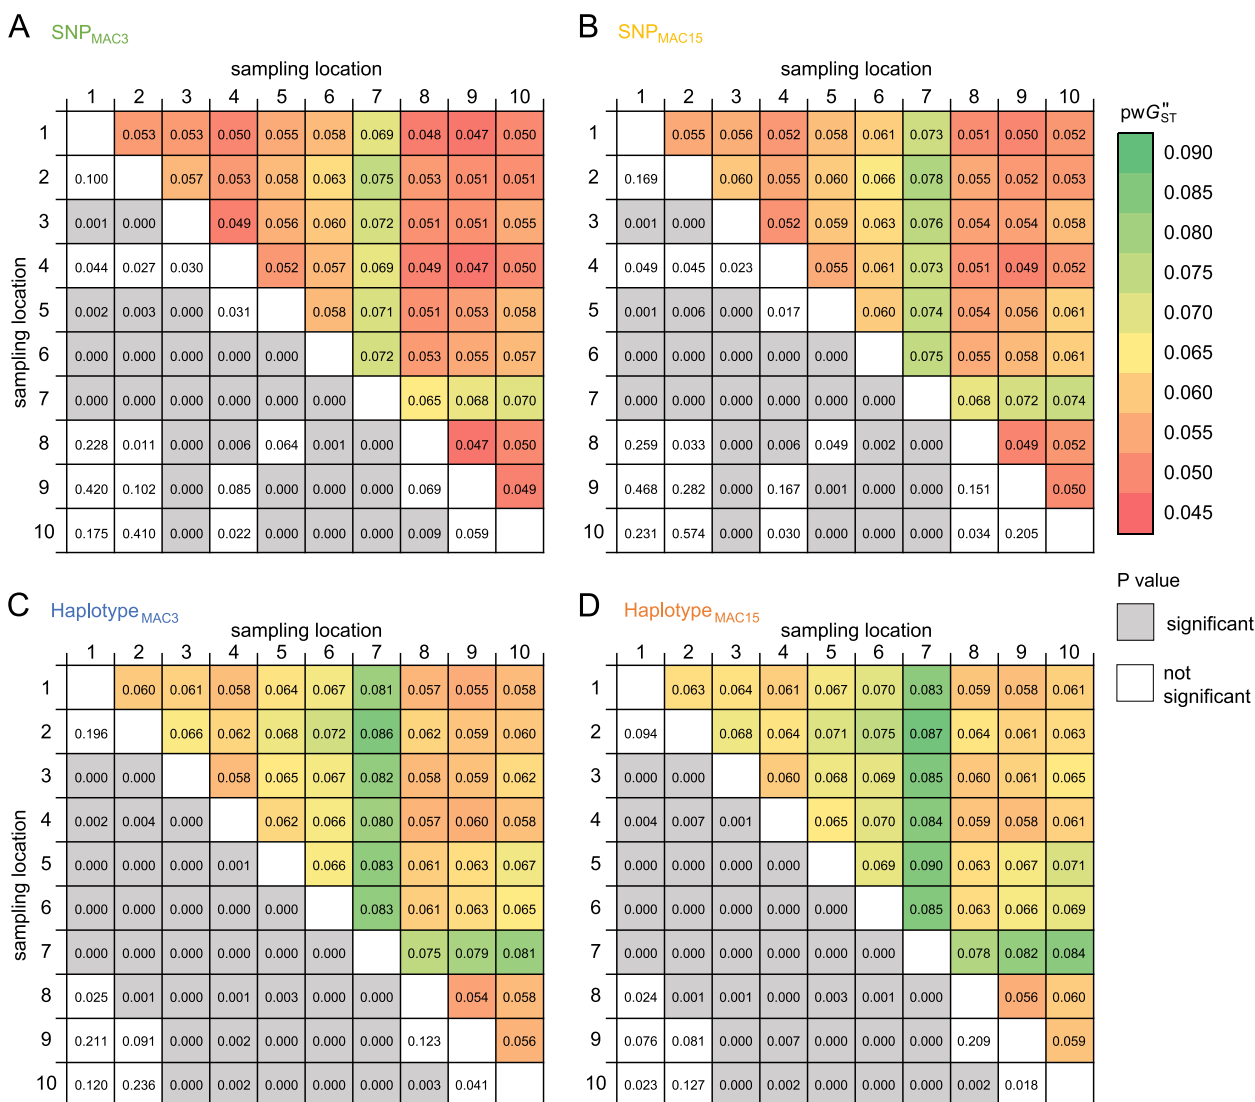 A SNP MAC3
sampling location
1 2 3 4 5 6 7 8 9 10
sampling location
1 0.053 0.053 0.050 0.055 0.058 0.069 0.048 0.047 0.050
2 0.100 0.057 0.053 0.058 0.063 0.075 0.053 0.051 0.051
3 0.001 0.000 0.049 0.056 0.060 0.072 0.051 0.051 0.055
4 0.044 0.027 0.030 0.052 0.057 0.069 0.049 0.047 0.050
5 0.002 0.003 0.000 0.031 0.058 0.071 0.051 0.053 0.058
6 0.000 0.000 0.000 0.000 0.000 0.072 0.053 0.055 0.057
7 0.000 0.000 0.000 0.000 0.000 0.000 0.065 0.068 0.070
8 0.228 0.011 0.000 0.006 0.064 0.001 0.000 0.047 0.050
9 0.420 0.102 0.000 0.085 0.000 0.000 0.000 0.069 0.049
10 0.175 0.410 0.000 0.022 0.000 0.000 0.000 0.009 0.059
B SNP MAC15
sampling location
1 2 3 4 5 6 7 8 9 10
1 0.055 0.056 0.052 0.058 0.061 0.073 0.051 0.050 0.052
2 0.169 0.060 0.055 0.060 0.066 0.078 0.055 0.052 0.053
3 0.001 0.000 0.052 0.059 0.063 0.076 0.054 0.054 0.058
4 0.049 0.045 0.023 0.055 0.061 0.073 0.051 0.049 0.052
5 0.001 0.006 0.000 0.017 0.060 0.074 0.054 0.056 0.061
6 0.000 0.000 0.000 0.000 0.000 0.075 0.055 0.058 0.061
7 0.000 0.000 0.000 0.000 0.000 0.000 0.068 0.072 0.074
8 0.259 0.033 0.000 0.006 0.049 0.002 0.000 0.049 0.052
9 0.468 0.282 0.000 0.167 0.001 0.000 0.000 0.151 0.050
10 0.231 0.574 0.000 0.030 0.000 0.000 0.000 0.034 0.205
pwG''ST
0.090
0.085
0.080
0.075
0.070
0.065
0.060
0.055
0.050
0.045
P value
significant
not
significant
C Haplotype MAC3
sampling location
1 2 3 4 5 6 7 8 9 10
sampling location
1 0.060 0.061 0.058 0.064 0.067 0.081 0.057 0.055 0.058
2 0.196 0.066 0.062 0.068 0.072 0.086 0.062 0.059 0.060
3 0.000 0.000 0.058 0.065 0.067 0.082 0.058 0.059 0.062
4 0.002 0.004 0.000 0.062 0.066 0.080 0.057 0.060 0.058
5 0.000 0.000 0.000 0.001 0.066 0.083 0.061 0.063 0.067
6 0.000 0.000 0.000 0.000 0.000 0.083 0.061 0.063 0.065
7 0.000 0.000 0.000 0.000 0.000 0.000 0.075 0.079 0.081
8 0.025 0.001 0.000 0.001 0.003 0.000 0.000 0.054 0.058
9 0.211 0.091 0.000 0.002 0.000 0.000 0.000 0.123 0.056
10 0.120 0.236 0.000 0.002 0.000 0.000 0.000 0.003 0.041
D Haplotype MAC15
sampling location
1 2 3 4 5 6 7 8 9 10
1 0.063 0.064 0.061 0.067 0.070 0.083 0.059 0.058 0.061
2 0.094 0.068 0.064 0.071 0.075 0.087 0.064 0.061 0.063
3 0.000 0.000 0.060 0.068 0.069 0.085 0.060 0.061 0.065
4 0.004 0.007 0.001 0.065 0.070 0.084 0.059 0.058 0.061
5 0.000 0.000 0.000 0.000 0.069 0.090 0.063 0.067 0.071
6 0.000 0.000 0.000 0.000 0.000 0.085 0.063 0.066 0.069
7 0.000 0.000 0.000 0.000 0.000 0.000 0.078 0.082 0.084
8 0.024 0.001 0.001 0.000 0.003 0.001 0.000 0.056 0.060
9 0.076 0.081 0.000 0.007 0.000 0.000 0.000 0.209 0.059
10 0.023 0.127 0.000 0.002 0.000 0.000 0.000 0.002 0.018